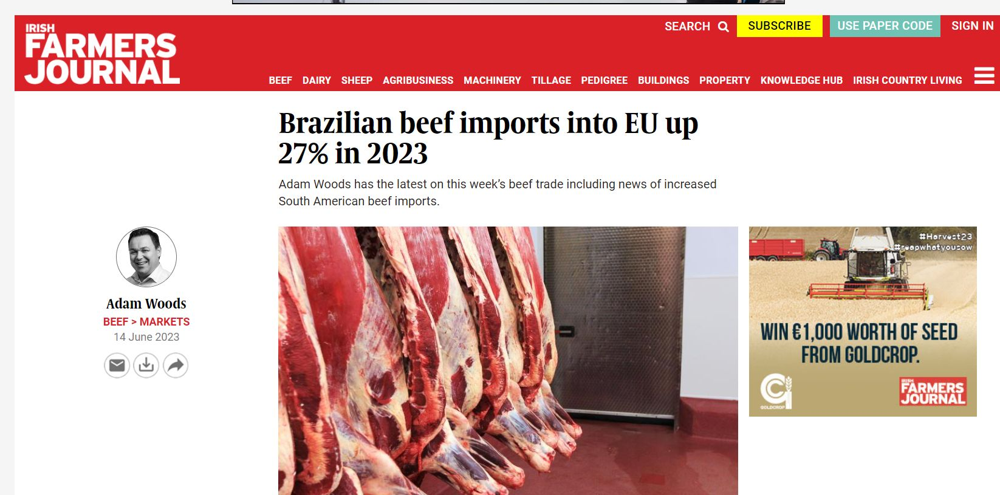 IRISH
FARMERS
JOURNAL
SEARCH
SUBSCRIBE
USE PAPER CODE
SIGN IN
BEEF DAIRY SHEEP AGRIBUSINESS MACHINERY TILLAGE PEDIGREE BUILDINGS PROPERTY KNOWLEDGE HUB IRISH COUNTRY LIVING
Brazilian beef imports into EU up
27% in 2023
Adam Woods has the latest on this week’s beef trade including news of increased
South American beef imports.
Adam Woods
BEEF > MARKETS
14 June 2023
#Harvest23
#reapwhatyousow
WIN €1,000 WORTH OF SEED
FROM GOLDCROP.
GOLDCROP
IRISH
FARMERS
JOURNAL